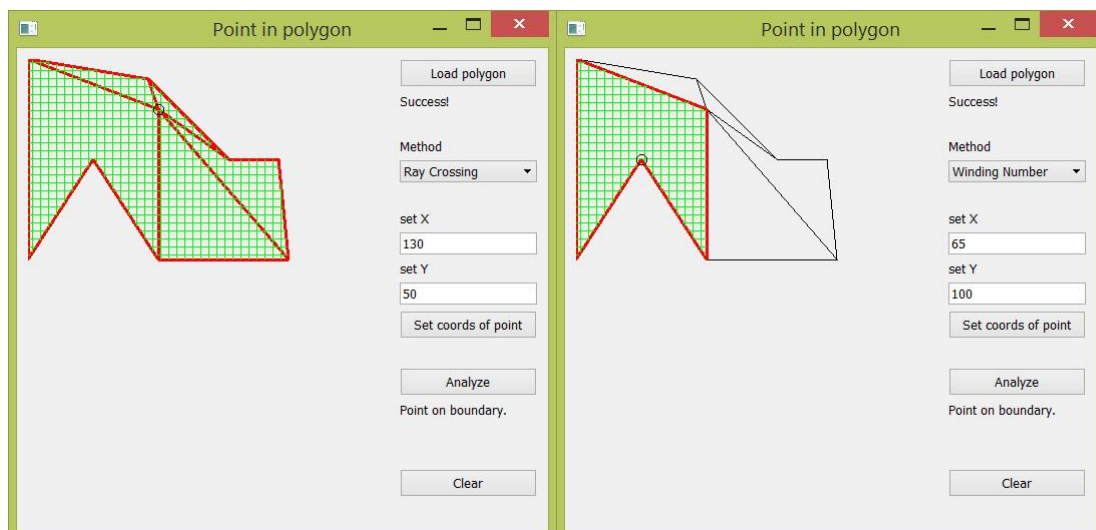 Point in polygon
Load polygon
Success!
Method
Ray Crossing
set X
130
set Y
50
Set coords of point
Analyze
Point on boundary.
Clear
Point in polygon
Load polygon
Success!
Method
Winding Number
set X
65
set Y
100
Set coords of point
Analyze
Point on boundary.
Clear